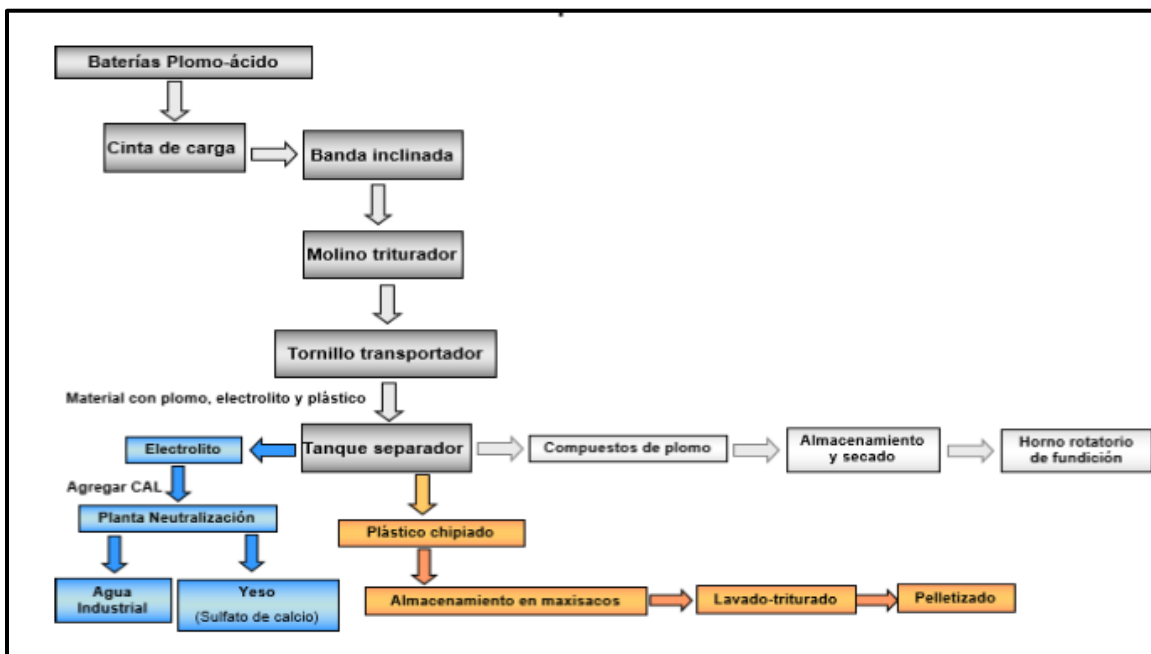 Baterías Plomo-ácido
Cinta de carga
Banda inclinada
Molino triturador
Tornillo transportador
Material con plomo, electrolito y plástico
Electrolito
Tanque separador
Compuestos de plomo
Almacenamiento
y secado
Horno rotatorio
de fundición
Agregar CAL
Planta Neutralización
Plástico chipiado
Agua
Industrial
Yeso
(Sulfato de calcio)
Almacenamiento en maxisacos
Lavado-triturado
Pelletizado